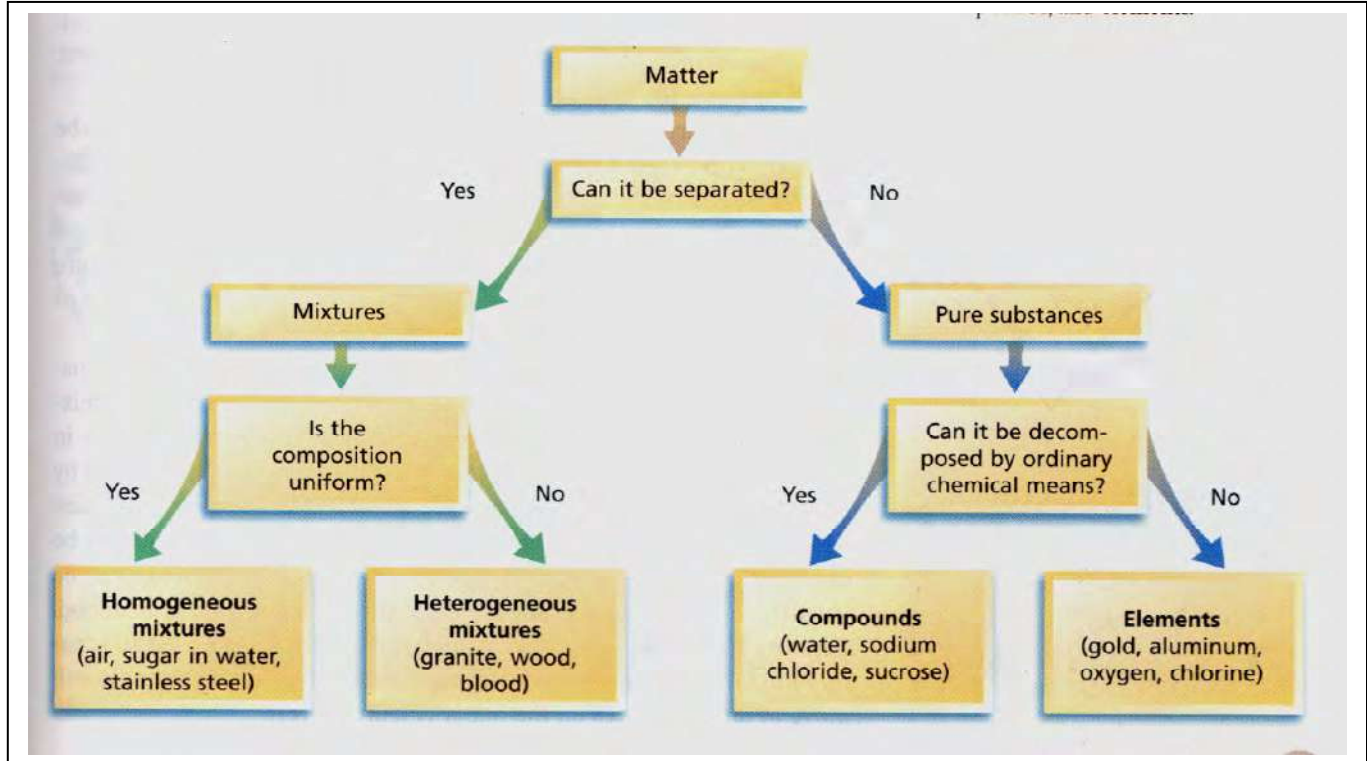 Matter
Can it be separated?
Yes
No
Mixtures
Pure substances
Is the
composition
uniform?
Can it be decom-
posed by ordinary
chemical means?
Yes
No
Yes
No
Homogeneous
mixtures
(air, sugar in water,
stainless steel)
Heterogeneous
mixtures
(granite, wood,
blood)
Compounds
(water, sodium
chloride, sucrose)
Elements
(gold, aluminum,
oxygen, chlorine)